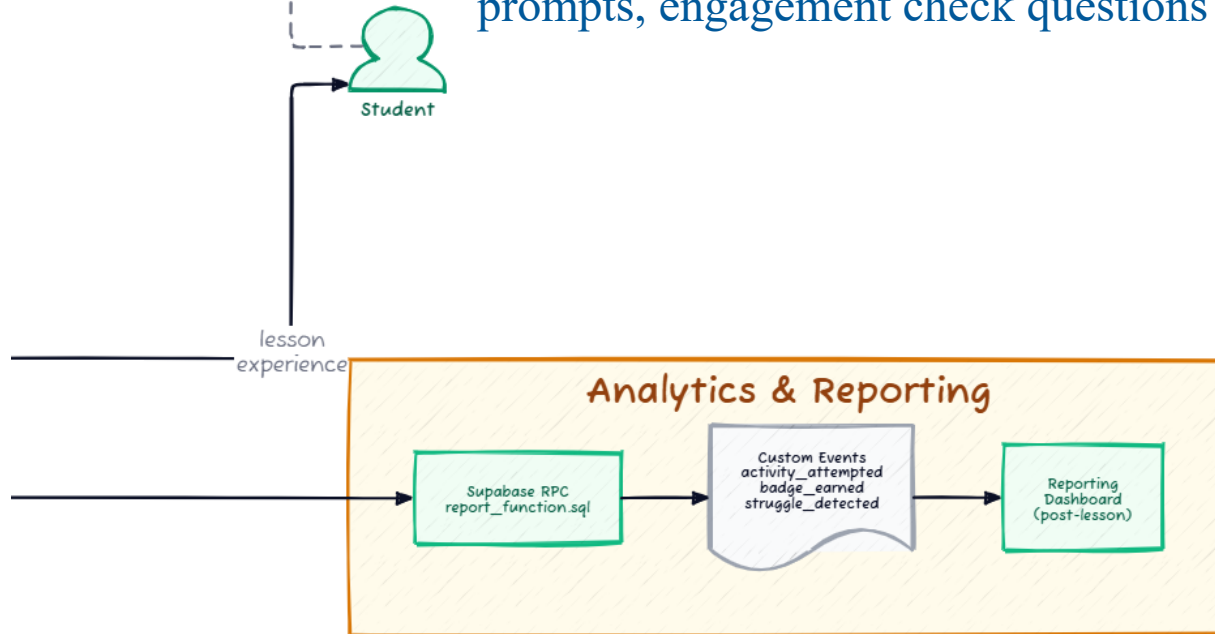 prompts, engagement check questions
Student
lesson
experience
Analytics & Reporting
Supabase RPC
report_function.sql
Custom Events
activity_attempted
badge_earned
struggle_detected
Reporting
Dashboard
(post-lesson)